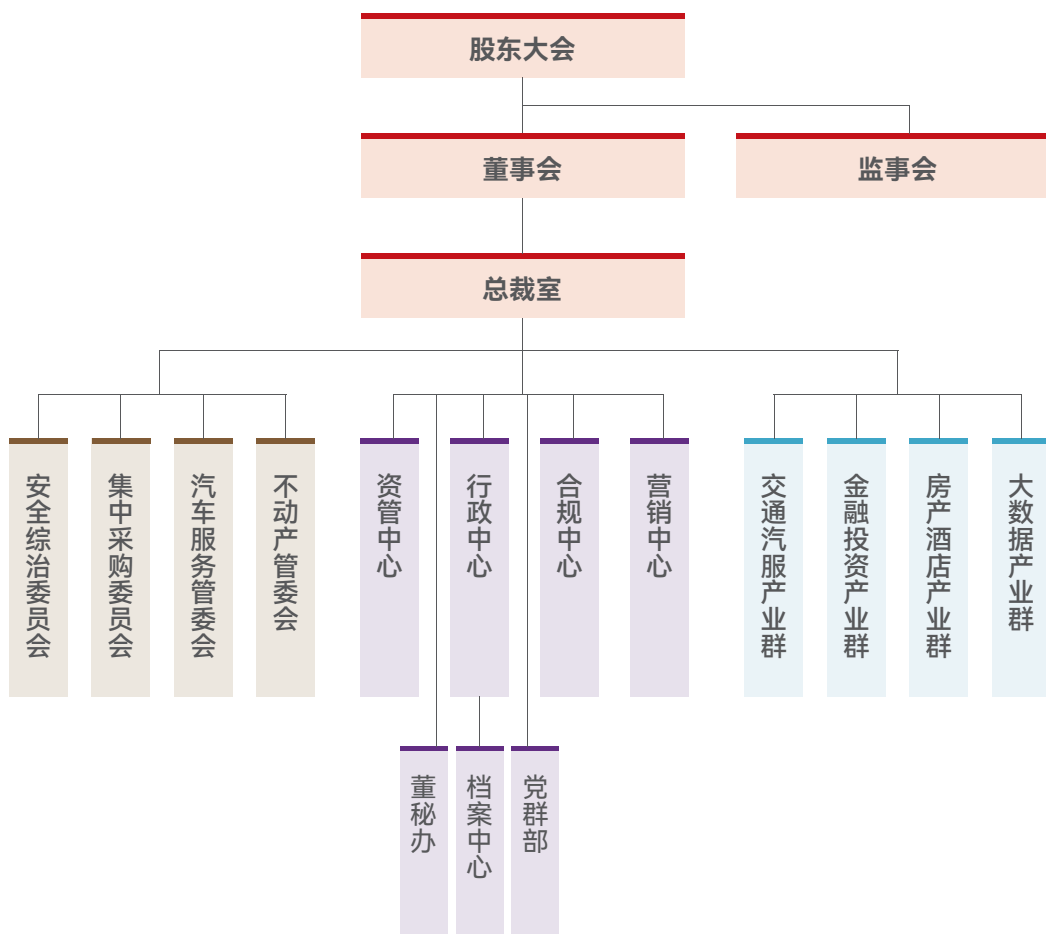 股东大会
董事会
监事会
总裁室
安全综治委员会
集中采购委员会
汽车服务管委会
不动产管委会
资管中心
行政中心
合规中心
营销中心
交通汽服产业群
金融投资产业群
房产酒店产业群
大数据产业群
董秘办
档案中心
党群部